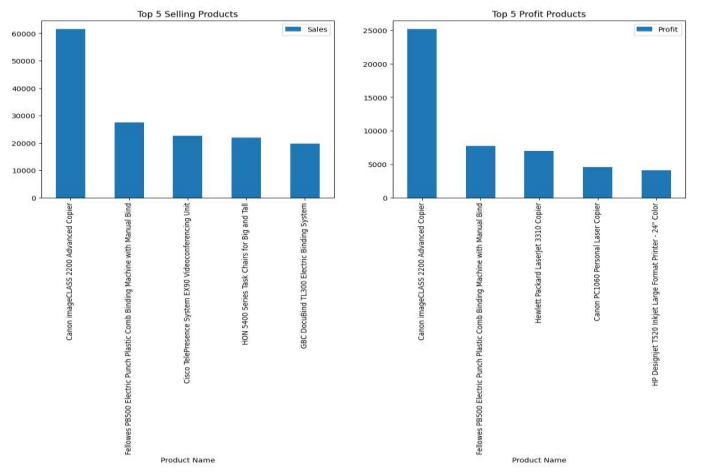 Top 5 Selling Products
Sales
60000
50000
40000
30000
20000
10000
0
Canon imageCLASS 2200 Advanced Copier
Fellowes PB500 Electric Punch Plastic Comb Binding Machine with Manual Bind
Cisco TelePresence System EX90 Videoconferencing Unit
HON 5400 Series Task Chairs for Big and Tall
GBC DocuBind TL300 Electric Binding System
Product Name
Top 5 Profit Products
Profit
25000
20000
15000
10000
5000
0
Canon imageCLASS 2200 Advanced Copier
Fellowes PB500 Electric Punch Plastic Comb Binding Machine with Manual Bind
Hewlett Packard LaserJet 3310 Copier
Canon PC1060 Personal Laser Copier
HP Designjet T520 Inkjet Large Format Printer - 24" Color
Product Name